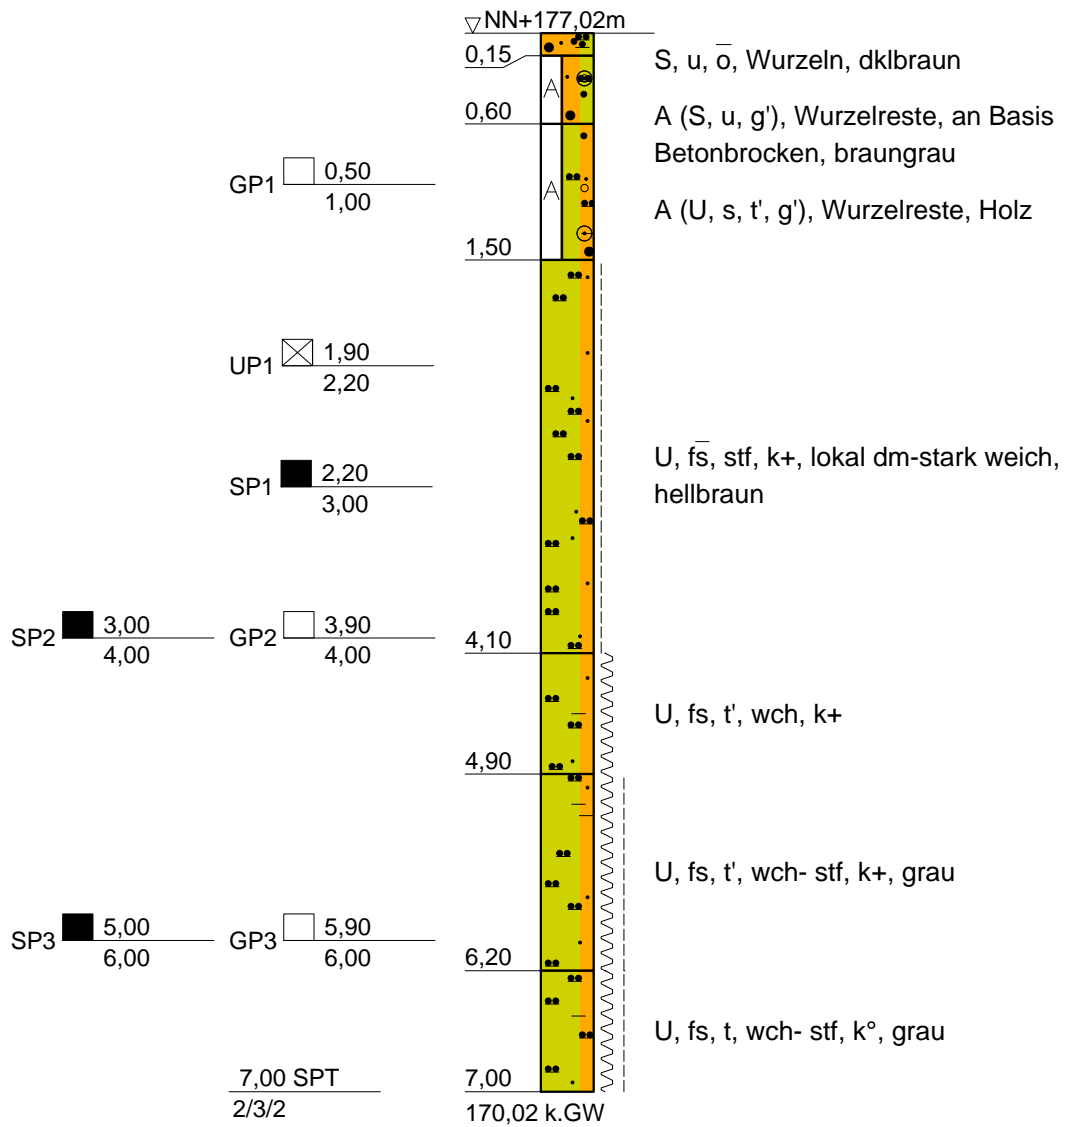 NN+177,02m
0,15
S, u, o̅, Wurzeln, dklbraun
A
0,60
A (S, u, g'), Wurzelreste, an Basis
Betonbrocken, braungrau
GP1 0,50
1,00
A
A (U, s, t', g'), Wurzelreste, Holz
1,50
UP1 1,90
2,20
SP1 2,20
3,00
U, fs̅, stf, k+, lokal dm-stark weich,
hellbraun
SP2 3,00
4,00
GP2 3,90
4,00
4,10
U, fs, t', wch, k+
4,90
U, fs, t', wch- stf, k+, grau
SP3 5,00
6,00
GP3 5,90
6,00
6,20
U, fs, t, wch- stf, k°, grau
7,00 SPT
2/3/2
7,00
170,02 k.GW